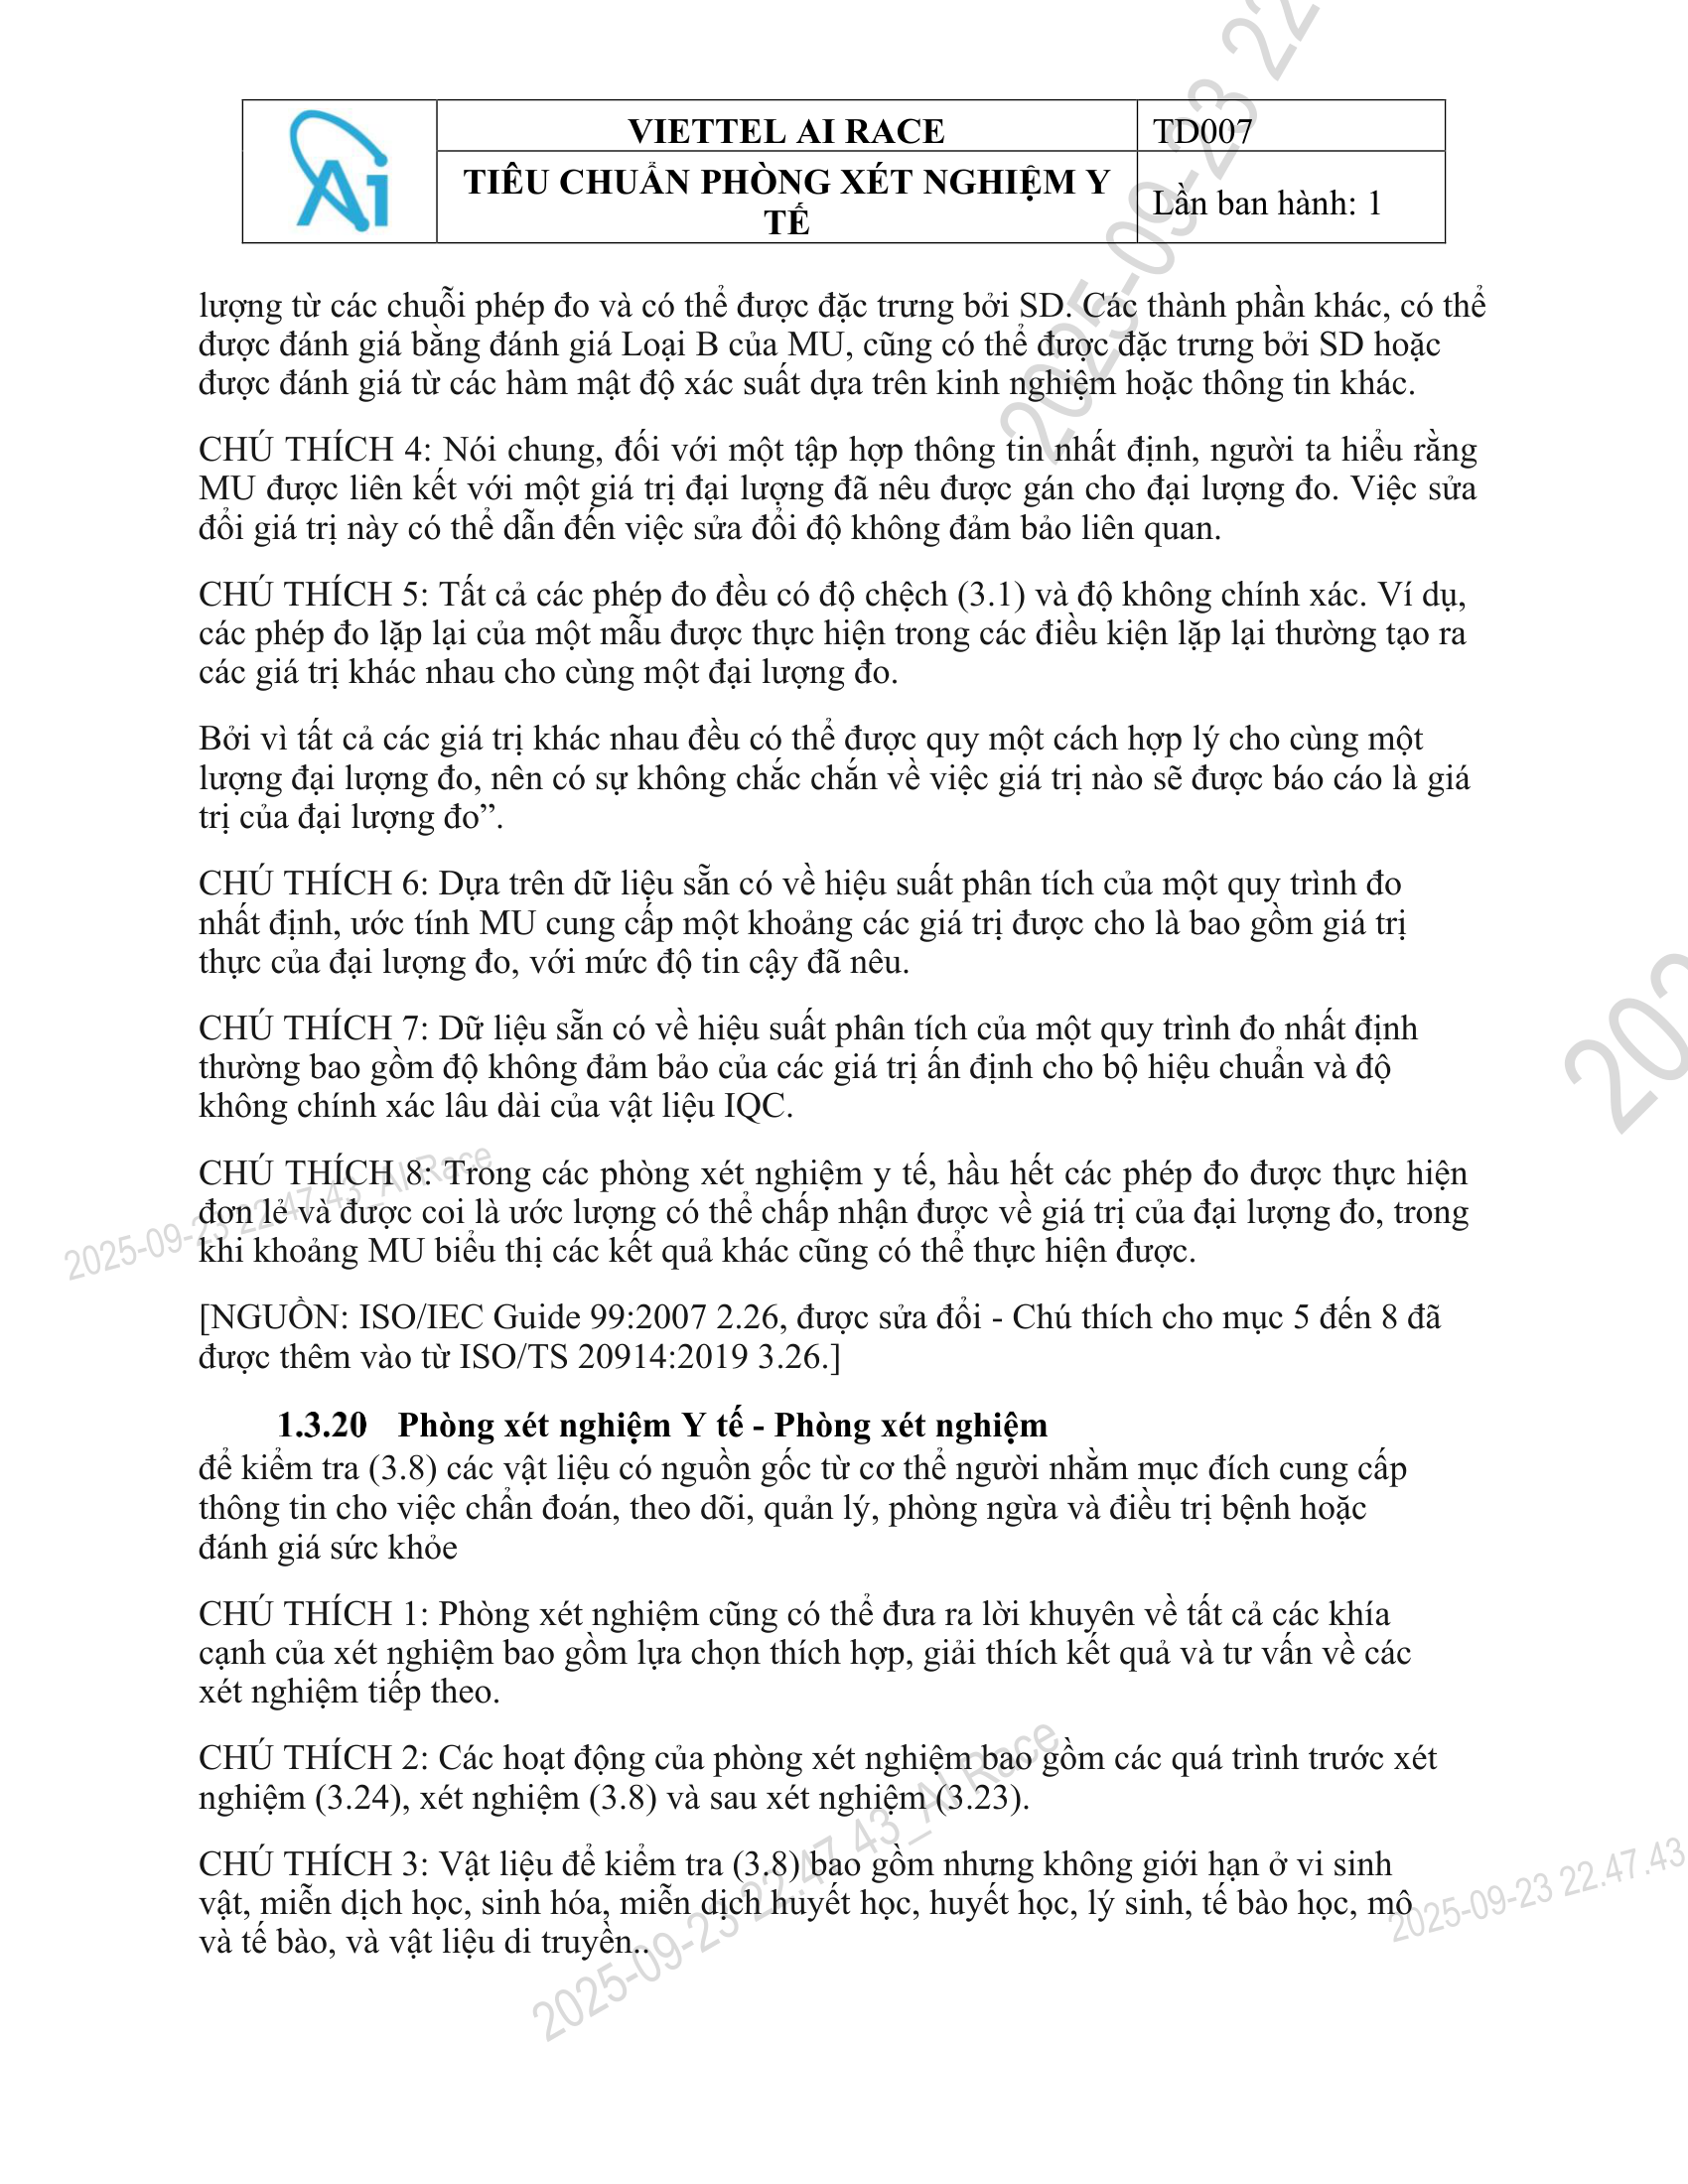 VIETTEL AI RACE
TD007
TIÊU CHUẨN PHÒNG XÉT NGHIỆM Y
TẾ
Lần ban hành: 1
Ai
lượng từ các chuỗi phép đo và có thể được đặc trưng bởi SD. Các thành phần khác, có thể
được đánh giá bằng đánh giá Loại B của MU, cũng có thể được đặc trưng bởi SD hoặc
được đánh giá từ các hàm mật độ xác suất dựa trên kinh nghiệm hoặc thông tin khác.
CHÚ THÍCH 4: Nói chung, đối với một tập hợp thông tin nhất định, người ta hiểu rằng
MU được liên kết với một giá trị đại lượng đã nêu được gán cho đại lượng đo. Việc sửa
đổi giá trị này có thể dẫn đến việc sửa đổi độ không đảm bảo liên quan.
CHÚ THÍCH 5: Tất cả các phép đo đều có độ chệch (3.1) và độ không chính xác. Ví dụ,
các phép đo lặp lại của một mẫu được thực hiện trong các điều kiện lặp lại thường tạo ra
các giá trị khác nhau cho cùng một đại lượng đo.
Bởi vì tất cả các giá trị khác nhau đều có thể được quy một cách hợp lý cho cùng một
lượng đại lượng đo, nên có sự không chắc chắn về việc giá trị nào sẽ được báo cáo là giá
trị của đại lượng đo”.
CHÚ THÍCH 6: Dựa trên dữ liệu sẵn có về hiệu suất phân tích của một quy trình đo
nhất định, ước tính MU cung cấp một khoảng các giá trị được cho là bao gồm giá trị
thực của đại lượng đo, với mức độ tin cậy đã nêu.
CHÚ THÍCH 7: Dữ liệu sẵn có về hiệu suất phân tích của một quy trình đo nhất định
thường bao gồm độ không đảm bảo của các giá trị ấn định cho bộ hiệu chuẩn và độ
không chính xác lâu dài của vật liệu IQC.
CHÚ THÍCH 8: Trong các phòng xét nghiệm y tế, hầu hết các phép đo được thực hiện
đơn lẻ và được coi là ước lượng có thể chấp nhận được về giá trị của đại lượng đo, trong
khi khoảng MU biểu thị các kết quả khác cũng có thể thực hiện được.
[NGUỒN: ISO/IEC Guide 99:2007 2.26, được sửa đổi - Chú thích cho mục 5 đến 8 đã
được thêm vào từ ISO/TS 20914:2019 3.26.]
1.3.20 Phòng xét nghiệm Y tế - Phòng xét nghiệm
để kiểm tra (3.8) các vật liệu có nguồn gốc từ cơ thể người nhằm mục đích cung cấp
thông tin cho việc chẩn đoán, theo dõi, quản lý, phòng ngừa và điều trị bệnh hoặc
đánh giá sức khỏe
CHÚ THÍCH 1: Phòng xét nghiệm cũng có thể đưa ra lời khuyên về tất cả các khía
cạnh của xét nghiệm bao gồm lựa chọn thích hợp, giải thích kết quả và tư vấn về các
xét nghiệm tiếp theo.
CHÚ THÍCH 2: Các hoạt động của phòng xét nghiệm bao gồm các quá trình trước xét
nghiệm (3.24), xét nghiệm (3.8) và sau xét nghiệm (3.23).
CHÚ THÍCH 3: Vật liệu để kiểm tra (3.8) bao gồm nhưng không giới hạn ở vi sinh
vật, miễn dịch học, sinh hóa, miễn dịch huyết học, huyết học, lý sinh, tế bào học, mô
và tế bào, và vật liệu di truyền..
2025-09-23 22
202
2025-09-23 22.47.43_AI Race
2025-09-23 22.47.43_AI Race
2025-09-23 22.47.43